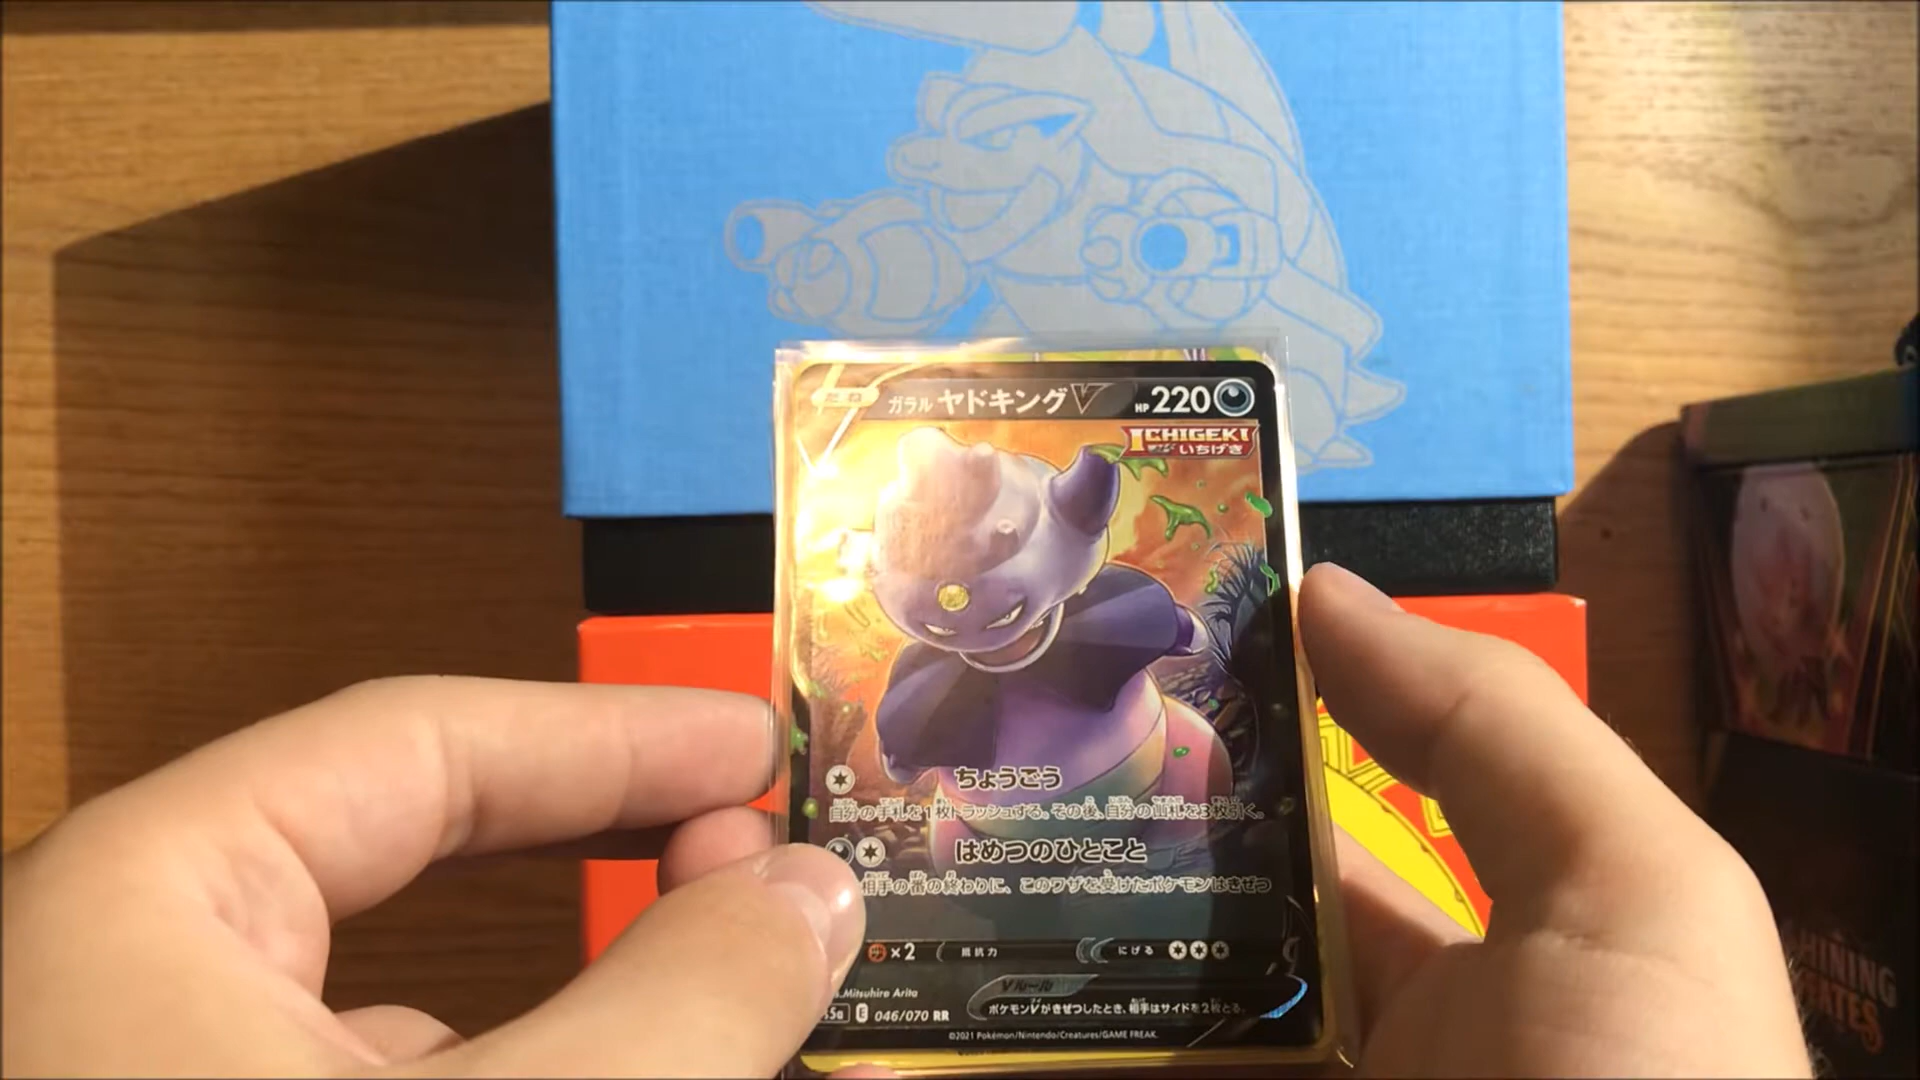 たね ガラル ヤドキングV HP 220
ICHIGEKI
いちげき
ちょうごう
自分の手札を1枚トラッシュする。その後、自分の山札を3枚引く。
はめつのひとこと
相手の番の終わりに、このワザを受けたポケモンはきぜつ
×2 抵抗力 にげる
Vルール
ポケモンVがきぜつしたとき、相手はサイドを2枚とる。
Mitsuhiro Arita
s5a E 046/070 RR
©2021 Pokémon/Nintendo/Creatures/GAME FREAK.
HINING
ATES